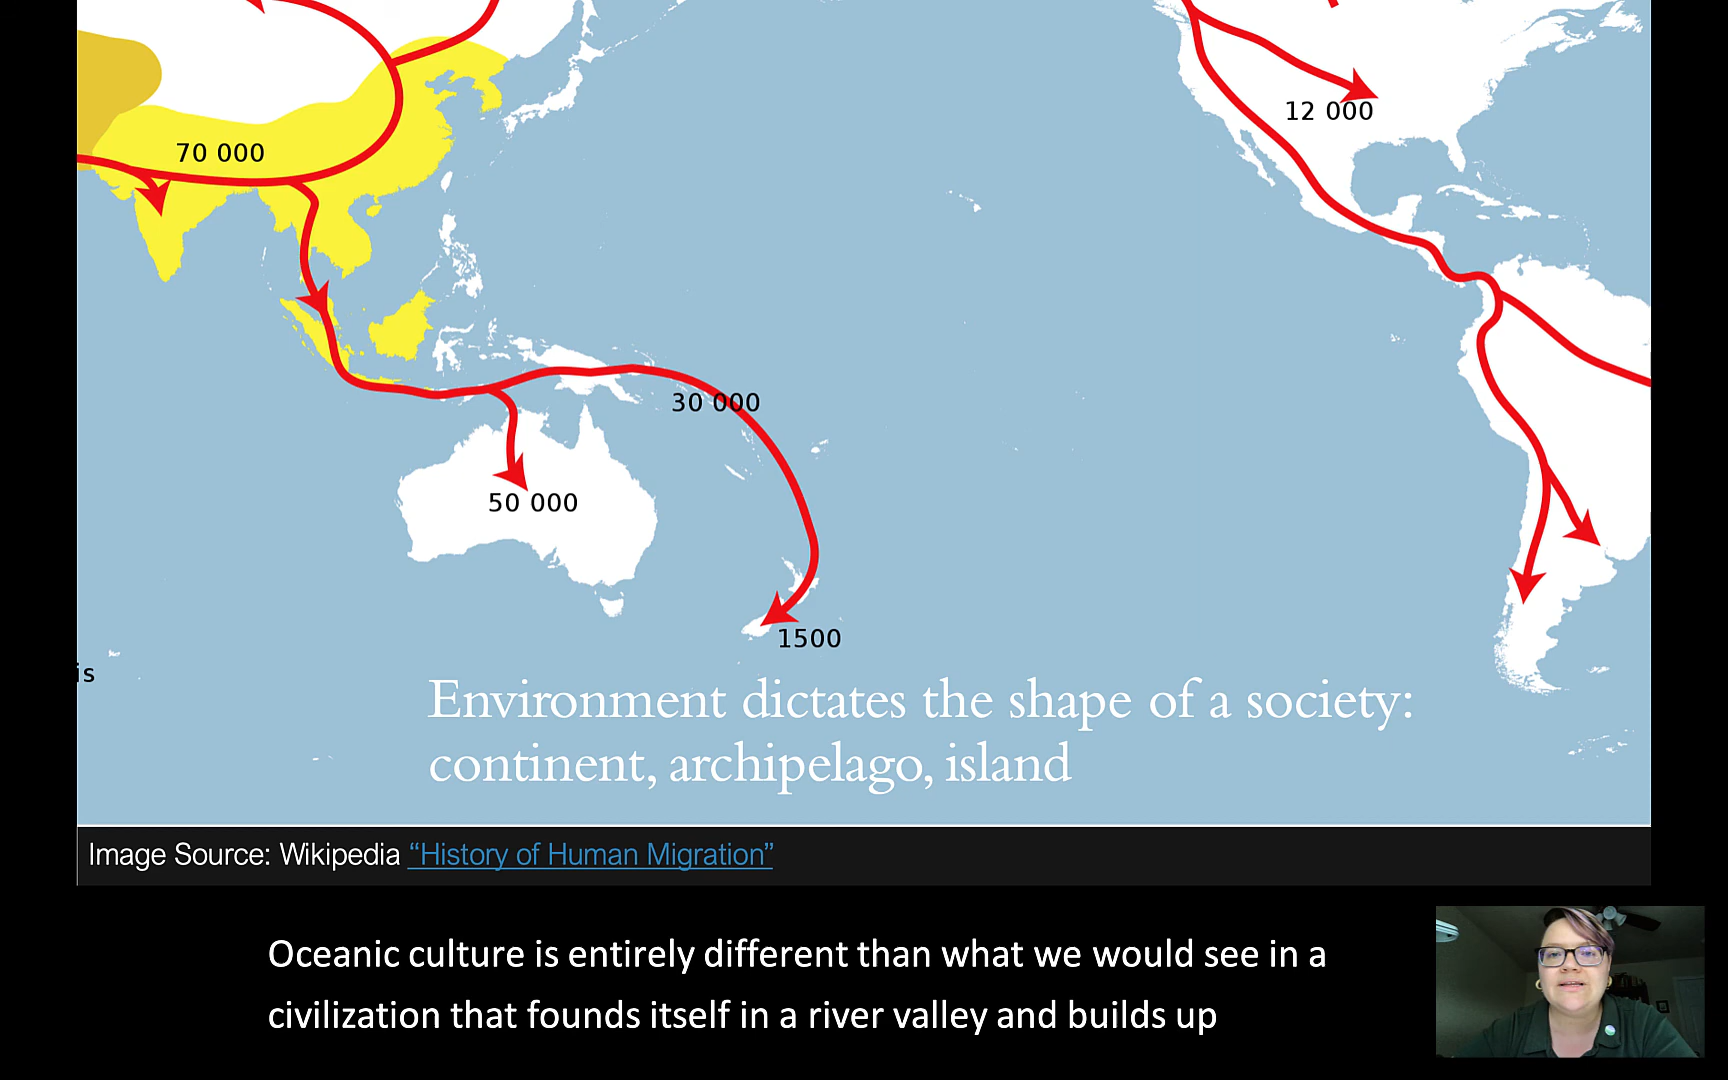 12 000
70 000
30 000
50 000
1500
is
Environment dictates the shape of a society:
continent, archipelago, island
Image Source: Wikipedia “History of Human Migration”
Oceanic culture is entirely different than what we would see in a
civilization that founds itself in a river valley and builds up